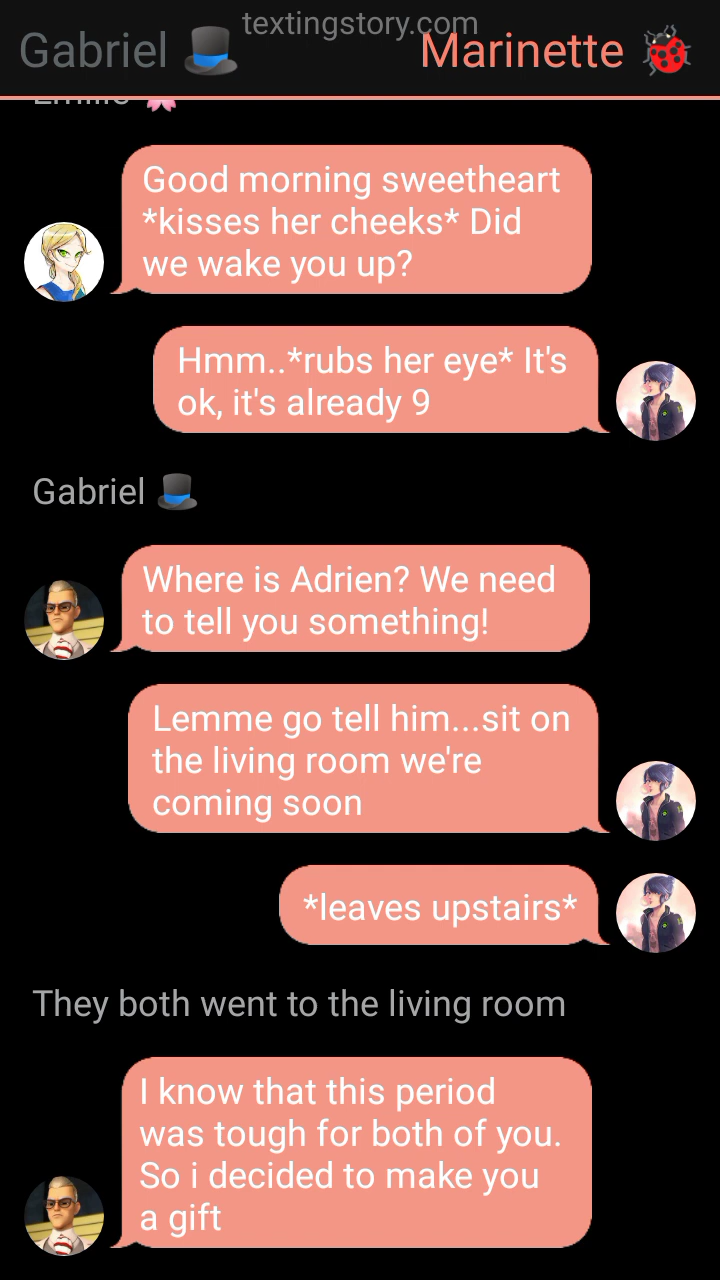 textingstory.com
Gabriel 🎩 Marinette 🐞
Emilie 🌸
Good morning sweetheart
*kisses her cheeks* Did
we wake you up?
Hmm..*rubs her eye* It's
ok, it's already 9
Gabriel 🎩
Where is Adrien? We need
to tell you something!
Lemme go tell him...sit on
the living room we're
coming soon
*leaves upstairs*
They both went to the living room
I know that this period
was tough for both of you.
So i decided to make you
a gift